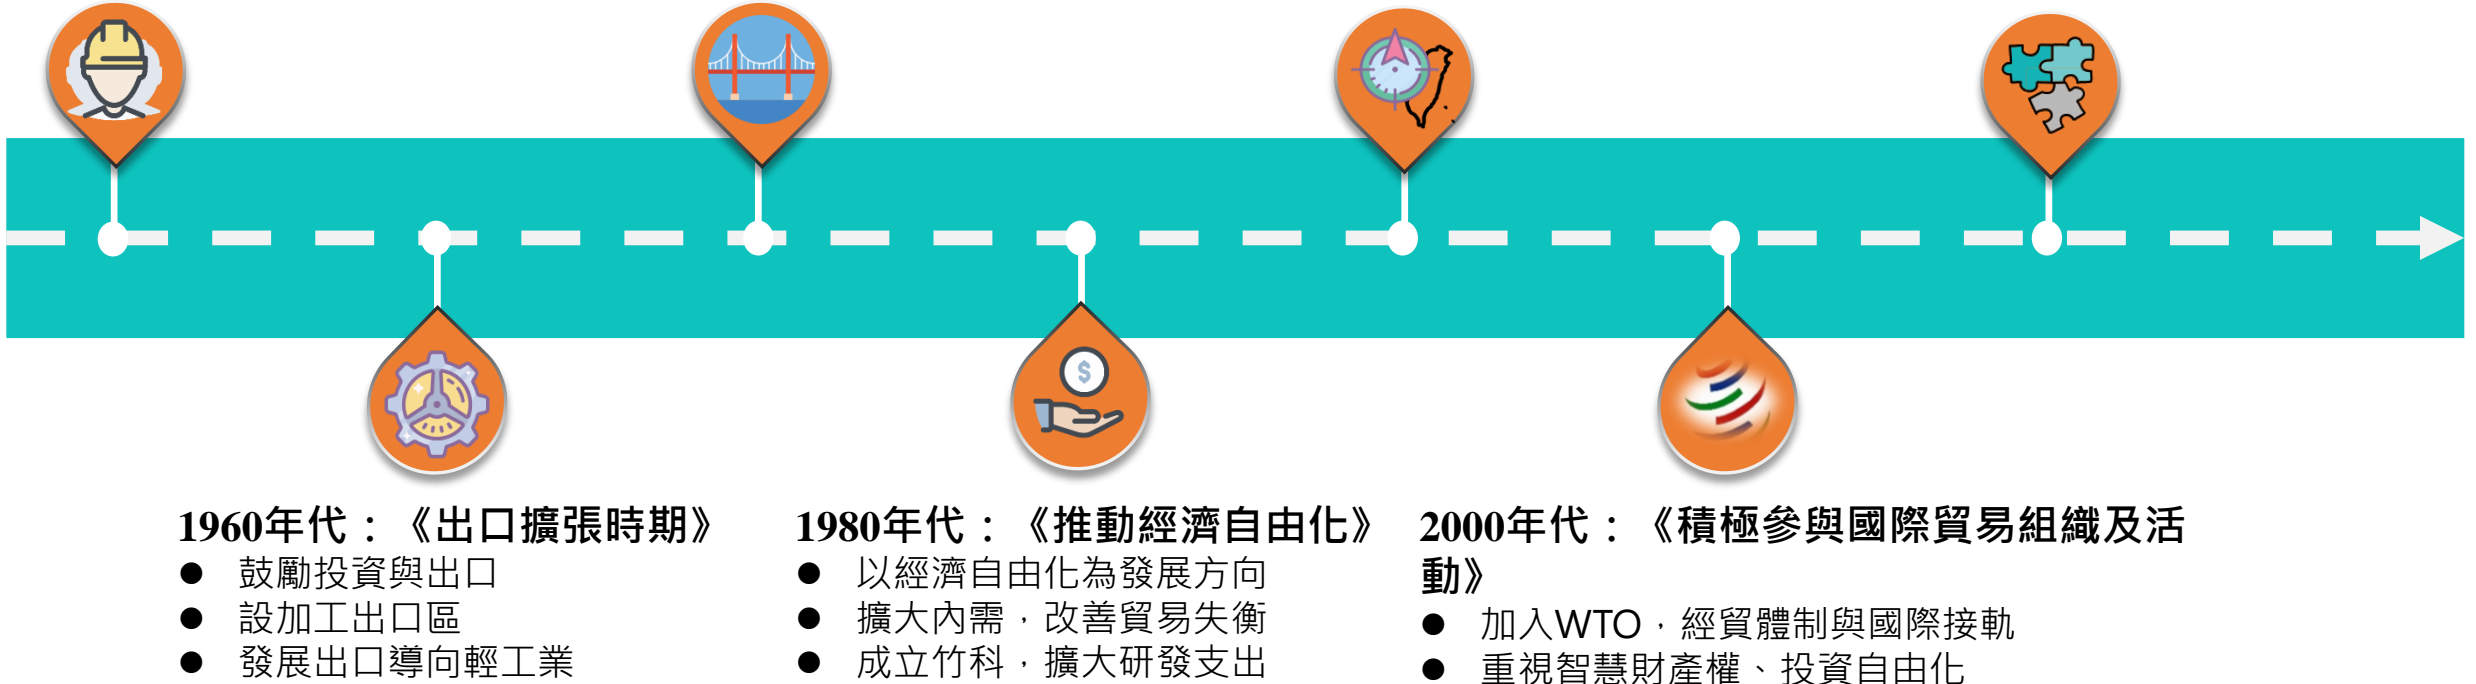 1960年代：《出口擴張時期》
● 鼓勵投資與出口
● 設加工出口區
● 發展出口導向輕工業
1980年代：《推動經濟自由化》
● 以經濟自由化為發展方向
● 擴大內需，改善貿易失衡
● 成立竹科，擴大研發支出
2000年代：《積極參與國際貿易組織及活
動》
● 加入WTO，經貿體制與國際接軌
● 重視智慧財產權、投資自由化
$